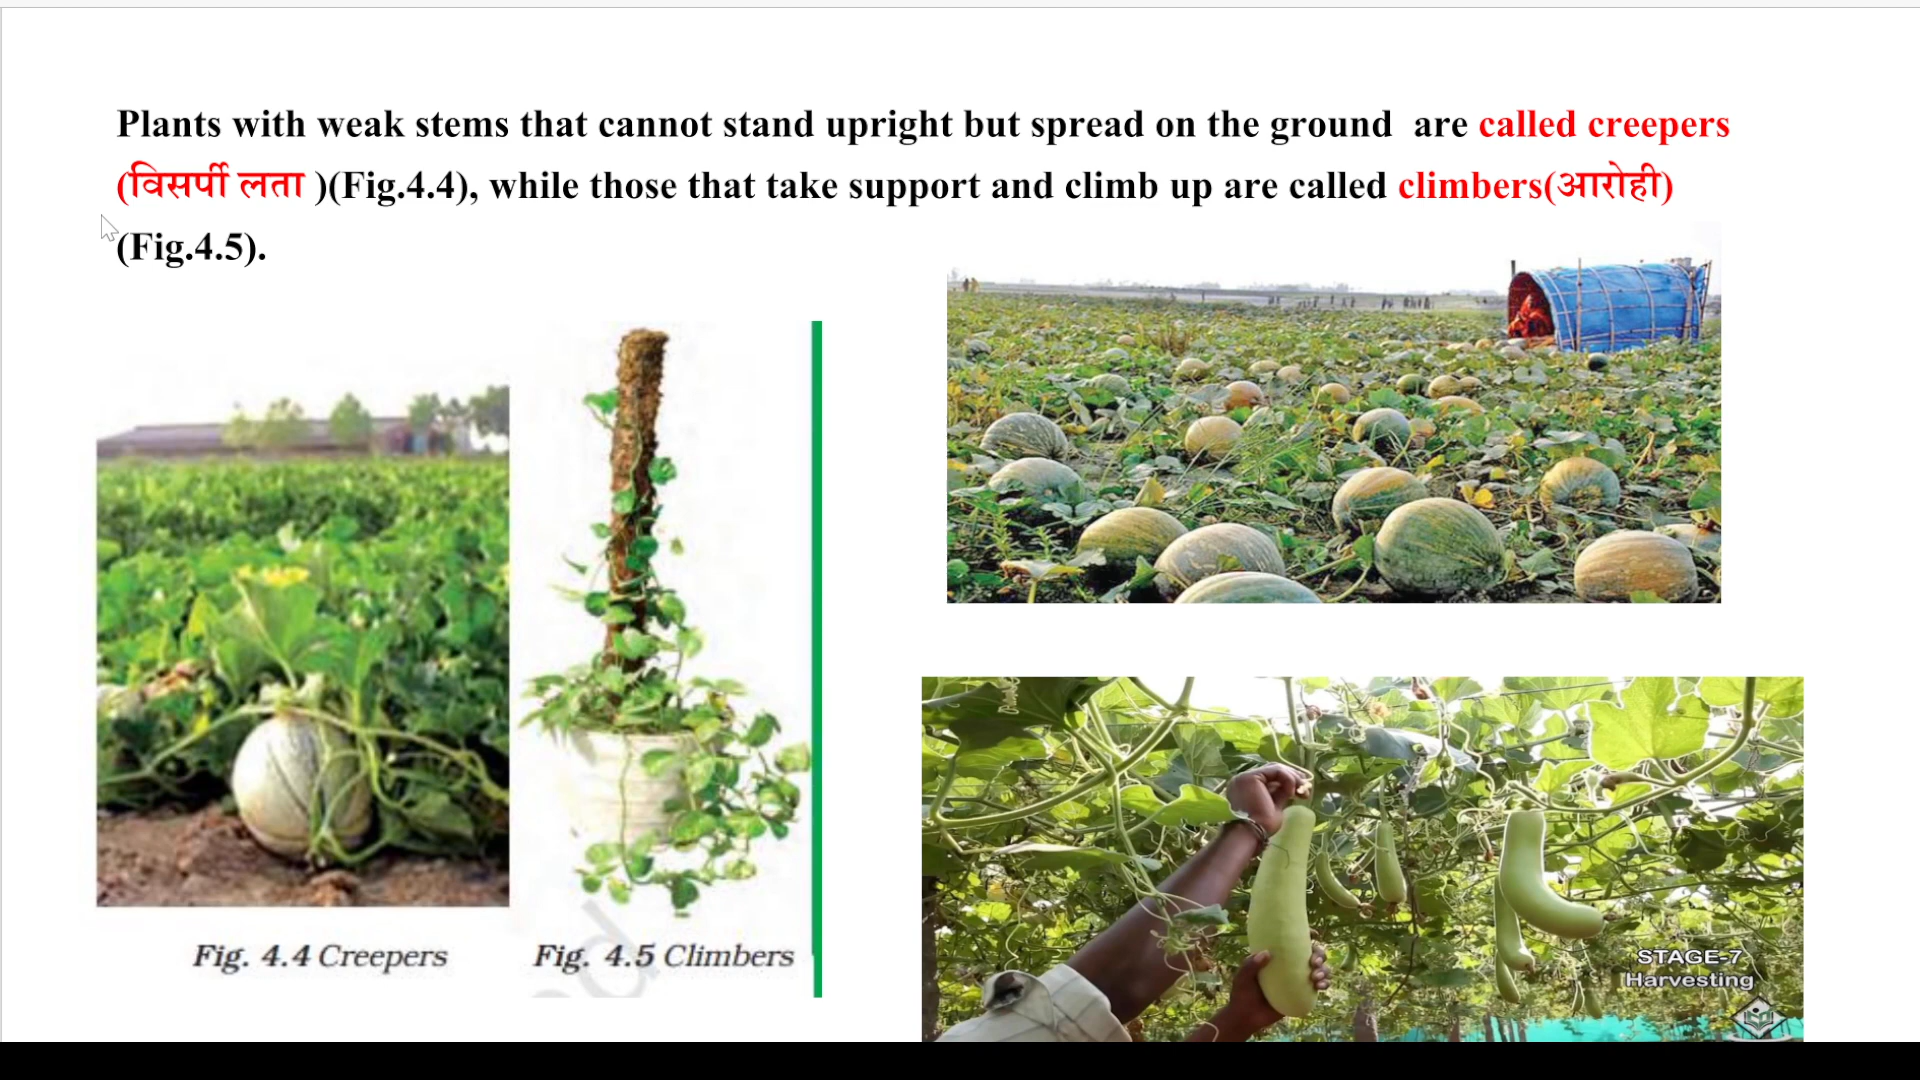 Plants with weak stems that cannot stand upright but spread on the ground  are called creepers
(विसर्पी लता )(Fig.4.4), while those that take support and climb up are called climbers(आरोही)
(Fig.4.5).
Fig. 4.4 Creepers
Fig. 4.5 Climbers
STAGE-7
Harvesting